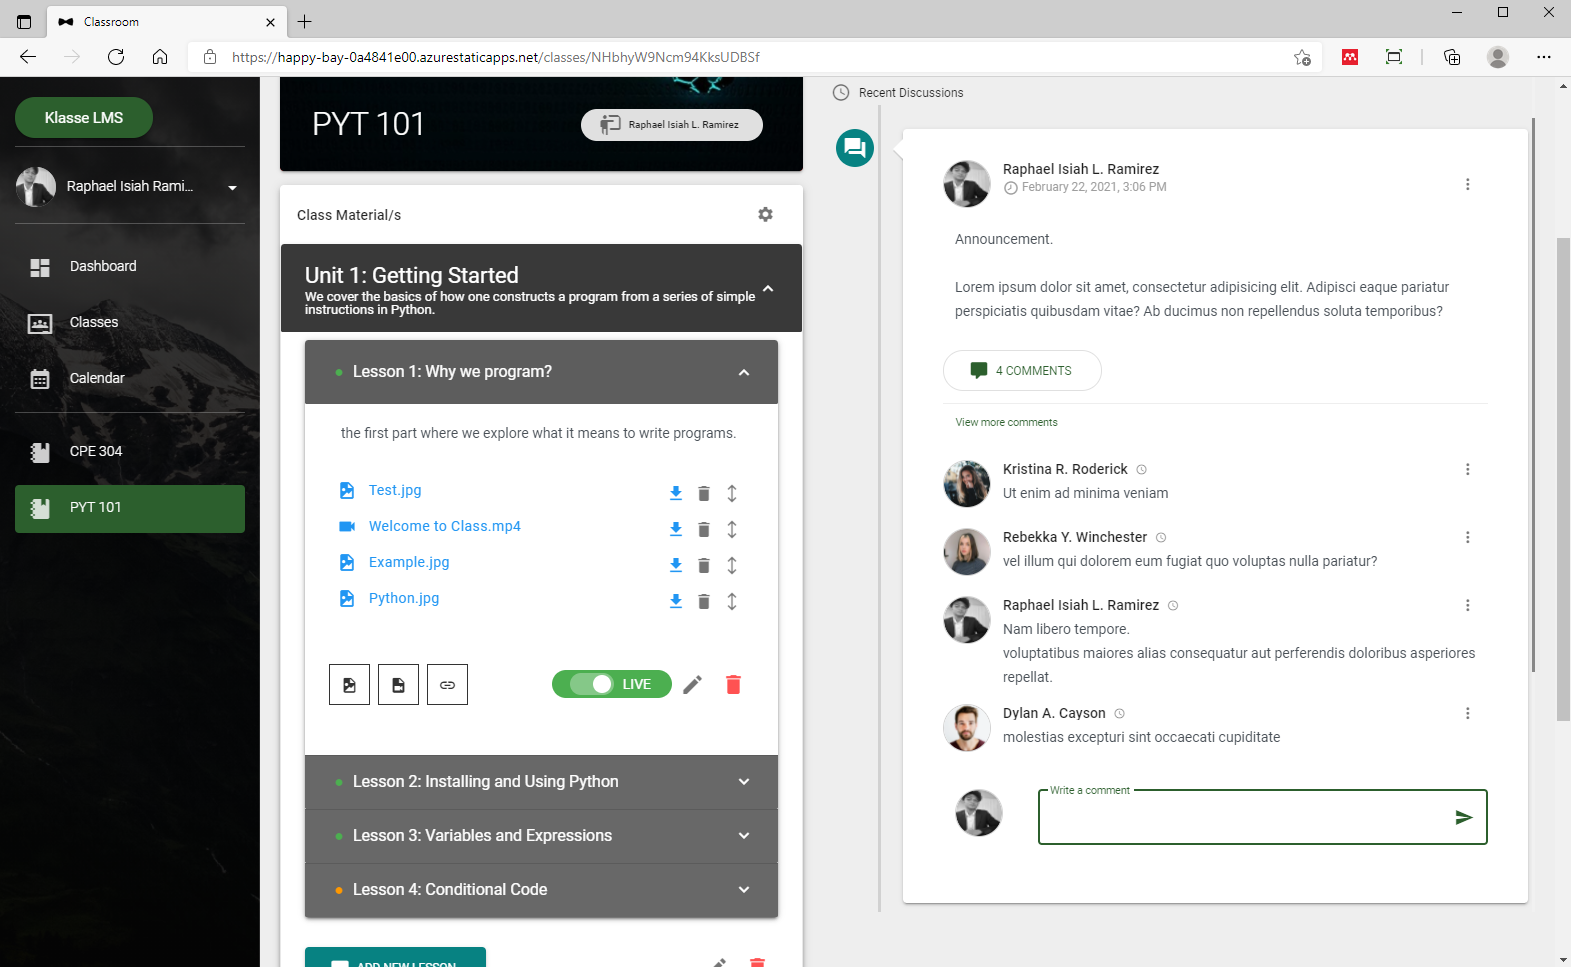 Classroom
https://happy-bay-0a4841e00.azurestaticapps.net/classes/NHbhyW9Ncm94KksUDBSf
Klasse LMS
Raphael Isiah Rami...
Dashboard
Classes
Calendar
CPE 304
PYT 101
PYT 101
Raphael Isiah L. Ramirez
Class Material/s
Unit 1: Getting Started
We cover the basics of how one constructs a program from a series of simple
instructions in Python.
Lesson 1: Why we program?
the first part where we explore what it means to write programs.
Test.jpg
Welcome to Class.mp4
Example.jpg
Python.jpg
LIVE
Lesson 2: Installing and Using Python
Lesson 3: Variables and Expressions
Lesson 4: Conditional Code
ADD NEW LESSON
Recent Discussions
Raphael Isiah L. Ramirez
February 22, 2021, 3:06 PM
Announcement.
Lorem ipsum dolor sit amet, consectetur adipisicing elit. Adipisci eaque pariatur
perspiciatis quibusdam vitae? Ab ducimus non repellendus soluta temporibus?
4 COMMENTS
View more comments
Kristina R. Roderick
Ut enim ad minima veniam
Rebekka Y. Winchester
vel illum qui dolorem eum fugiat quo voluptas nulla pariatur?
Raphael Isiah L. Ramirez
Nam libero tempore.
voluptatibus maiores alias consequatur aut perferendis doloribus asperiores
repellat.
Dylan A. Cayson
molestias excepturi sint occaecati cupiditate
Write a comment